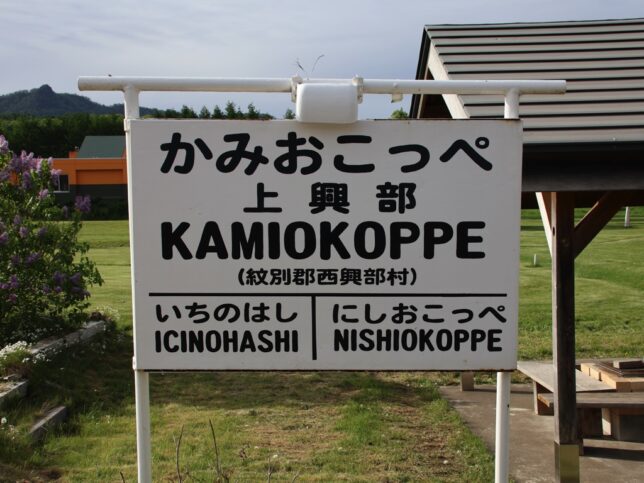 かみおこっぺ
上興部
KAMIOKOPPE
(紋別郡西興部村)
いちのはし にしおこっぺ
ICINOHASHI NISHIOKOPPE